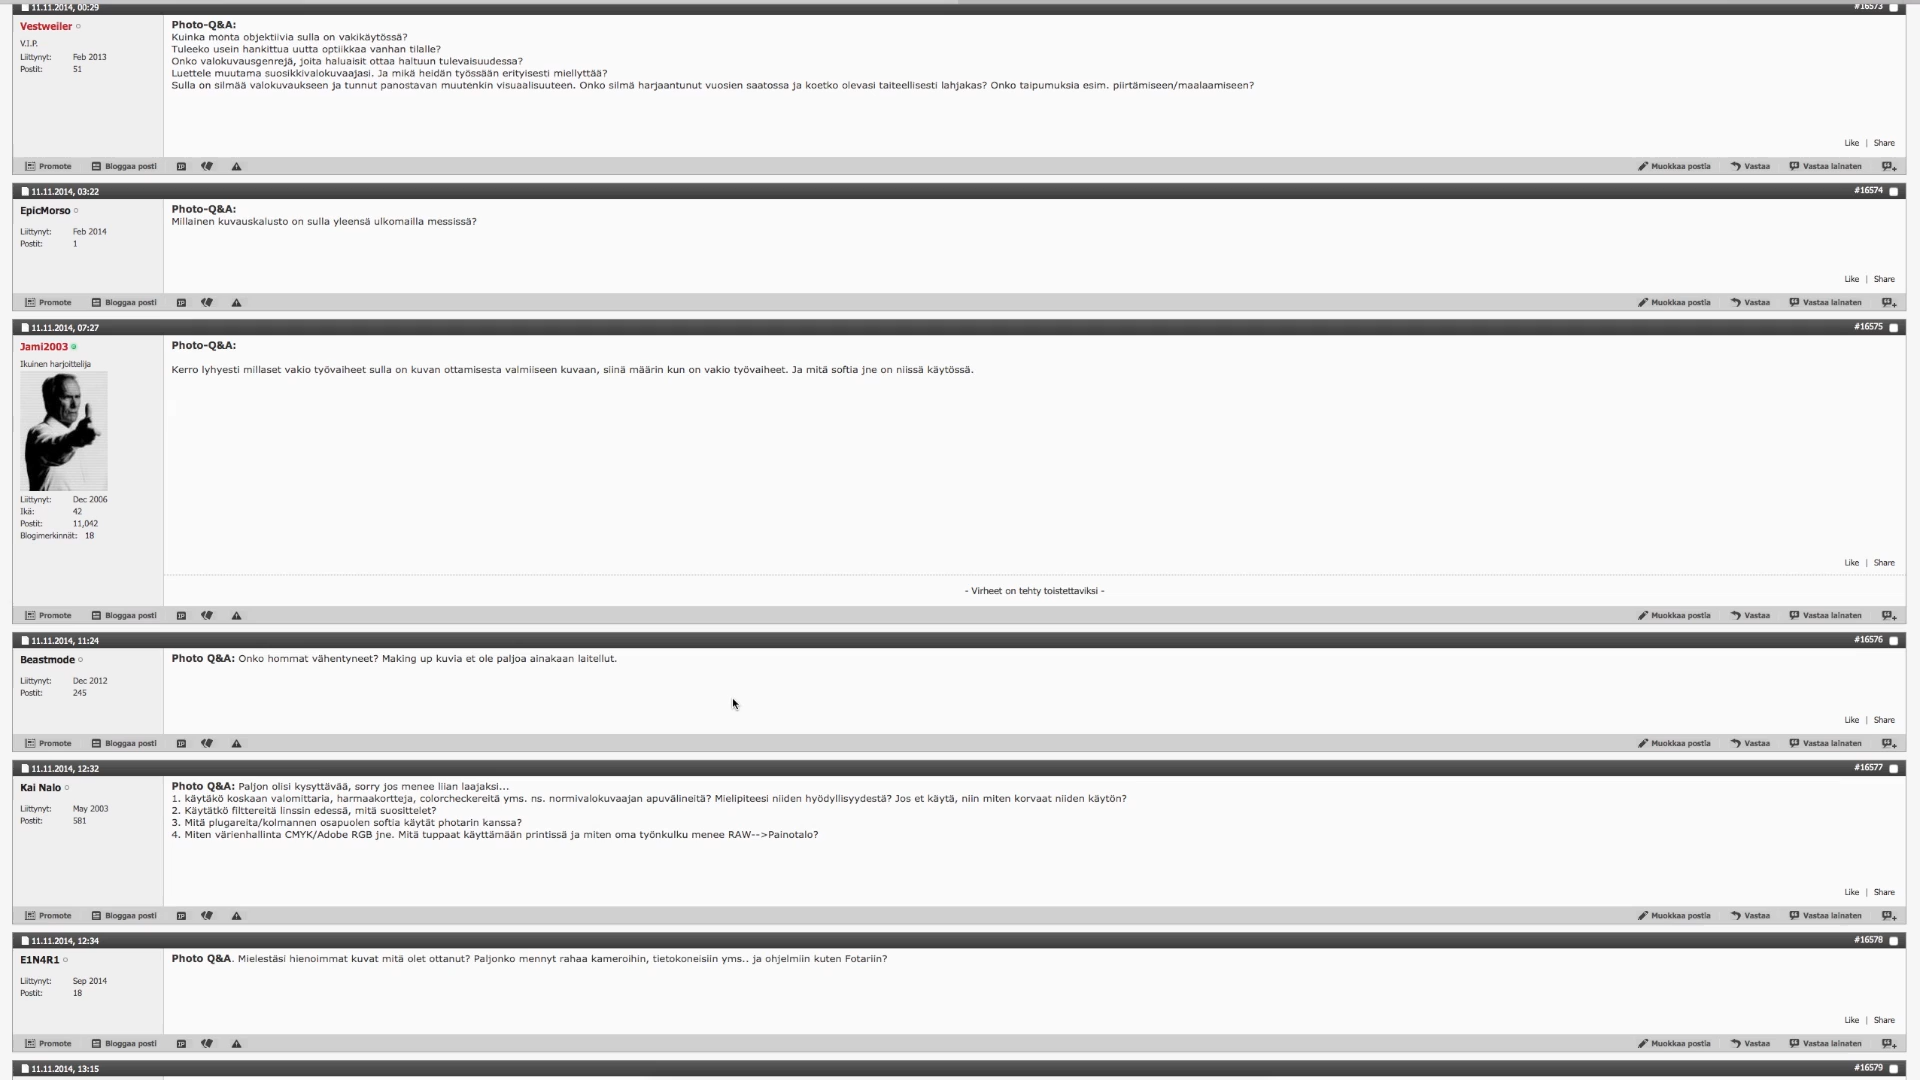 11.11.2014, 00:29 #16573
Vestweiler
V.I.P.
Liittynyt: Feb 2013
Postit: 51
Photo-Q&A:
Kuinka monta objektiivia sulla on vakikäytössä?
Tuleeko usein hankittua uutta optiikkaa vanhan tilalle?
Onko valokuvausgenrejä, joita haluaisit ottaa haltuun tulevaisuudessa?
Luettele muutama suosikkivalokuvaajasi. Ja mikä heidän työssään erityisesti miellyttää?
Sulla on silmää valokuvaukseen ja tunnut panostavan muutenkin visuaalisuuteen. Onko silmä harjaantunut vuosien saatossa ja koetko olevasi taiteellisesti lahjakas? Onko taipumuksia esim. piirtämiseen/maalaamiseen?
Like | Share
Promote Bloggaa posti Muokkaa postia Vastaa Vastaa lainaten
11.11.2014, 03:22 #16574
EpicMorso
Liittynyt: Feb 2014
Postit: 1
Photo-Q&A:
Millainen kuvauskalusto on sulla yleensä ulkomailla messissä?
Like | Share
Promote Bloggaa posti Muokkaa postia Vastaa Vastaa lainaten
11.11.2014, 07:27 #16575
Jami2003
Ikuinen harjoittelija
Liittynyt: Dec 2006
Ikä: 42
Postit: 11,042
Blogimerkinnät: 18
Photo-Q&A:
Kerro lyhyesti millaset vakio työvaiheet sulla on kuvan ottamisesta valmiiseen kuvaan, siinä määrin kun on vakio työvaiheet. Ja mitä softia jne on niissä käytössä.
Like | Share
- Virheet on tehty toistettaviksi -
Promote Bloggaa posti Muokkaa postia Vastaa Vastaa lainaten
11.11.2014, 11:24 #16576
Beastmode
Liittynyt: Dec 2012
Postit: 245
Photo Q&A: Onko hommat vähentyneet? Making up kuvia et ole paljoa ainakaan laitellut.
Like | Share
Promote Bloggaa posti Muokkaa postia Vastaa Vastaa lainaten
11.11.2014, 12:32 #16577
Kai Nalo
Liittynyt: May 2003
Postit: 581
Photo Q&A: Paljon olisi kysyttävää, sorry jos menee liian laajaksi...
1. käytäkö koskaan valomittaria, harmaakortteja, colorcheckereitä yms. ns. normivalokuvaajan apuvälineitä? Mielipiteesi niiden hyödyllisyydestä? Jos et käytä, niin miten korvaat niiden käytön?
2. Käytätkö filttereitä linssin edessä, mitä suosittelet?
3. Mitä plugareita/kolmannen osapuolen softia käytät photarin kanssa?
4. Miten värienhallinta CMYK/Adobe RGB jne. Mitä tuppaat käyttämään printissä ja miten oma työnkulku menee RAW-->Painotalo?
Like | Share
Promote Bloggaa posti Muokkaa postia Vastaa Vastaa lainaten
11.11.2014, 12:34 #16578
E1N4R1
Liittynyt: Sep 2014
Postit: 18
Photo Q&A. Mielestäsi hienoimmat kuvat mitä olet ottanut? Paljonko mennyt rahaa kameroihin, tietokoneisiin yms.. ja ohjelmiin kuten Fotariin?
Like | Share
Promote Bloggaa posti Muokkaa postia Vastaa Vastaa lainaten
11.11.2014, 13:15 #16579